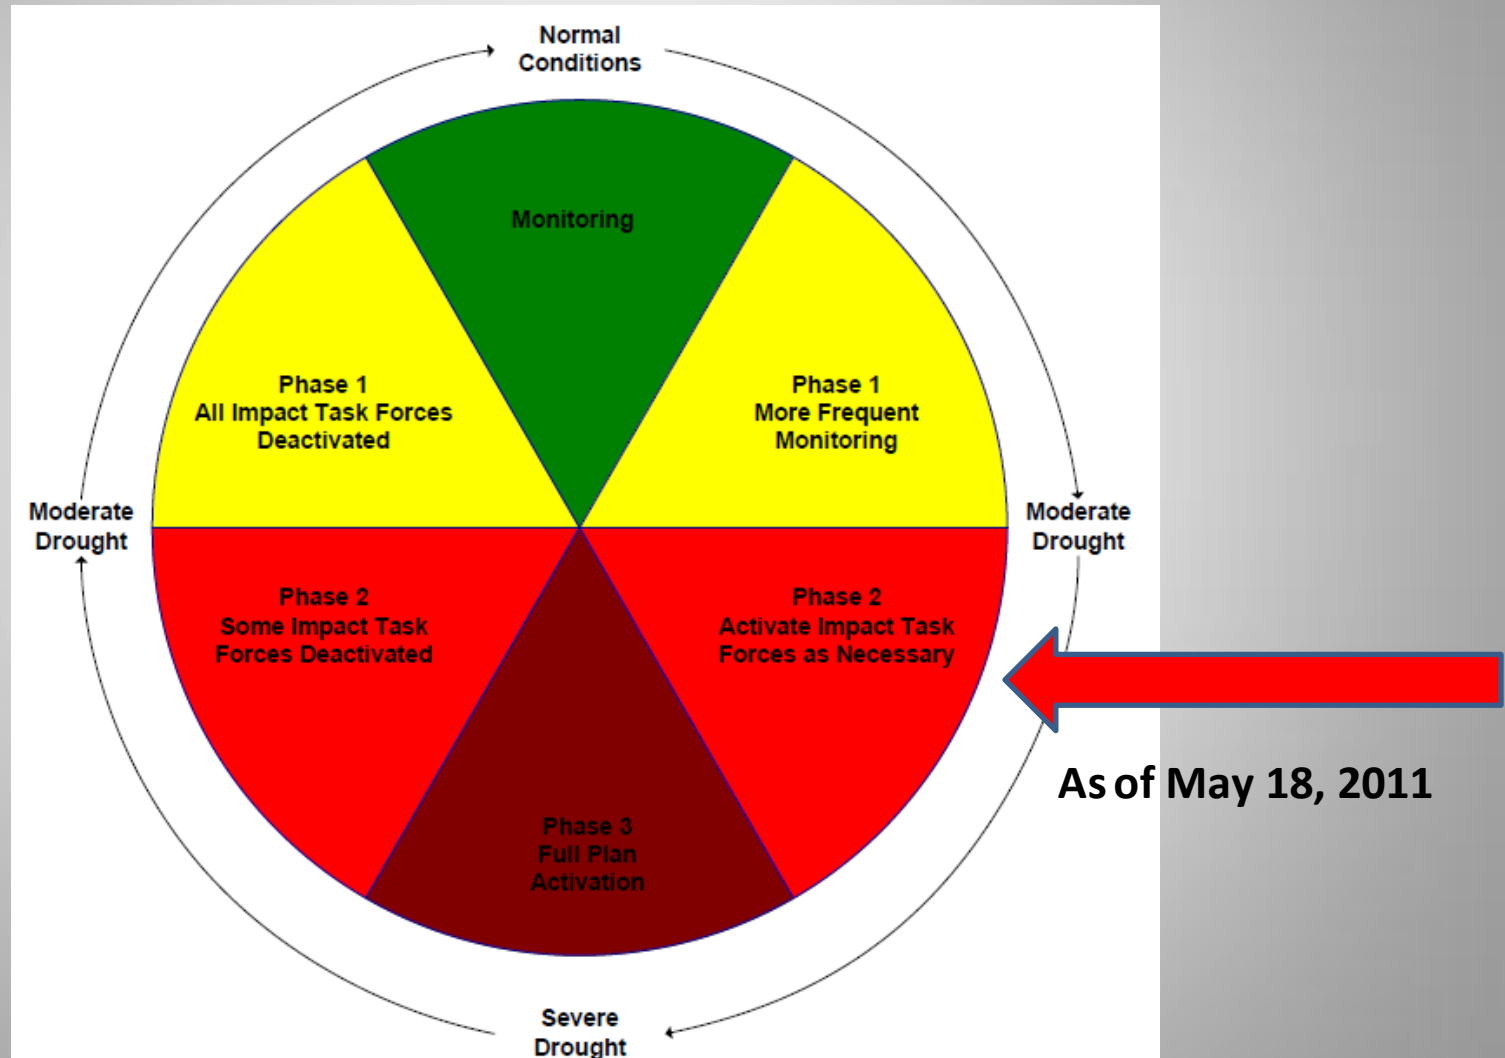 Normal
Conditions
Monitoring
Phase 1
All Impact Task Forces
Deactivated
Phase 1
More Frequent
Monitoring
Moderate
Drought
Moderate
Drought
Phase 2
Some Impact Task
Forces Deactivated
Phase 2
Activate Impact Task
Forces as Necessary
As of May 18, 2011
Phase 3
Full Plan
Activation
Severe
Drought